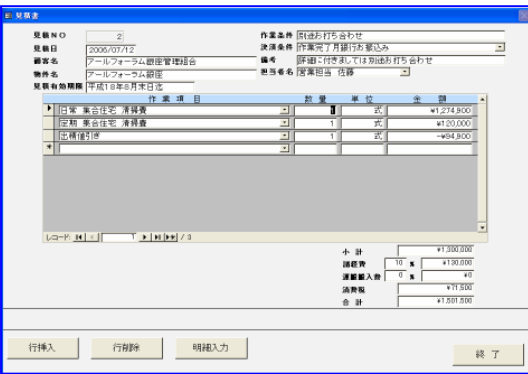 見積書
見積NO 2
見積日 2006/07/12
顧客名 アールフォーラム銀座管理組合
物件名 アールフォーラム銀座
見積有効期限 平成18年8月末日迄
作業条件 別途お打ち合わせ
決済条件 作業完了月銀行お振込み
備考 詳細に付きましては別途お打ち合わせ
担当者名 営業担当 佐藤
作業項目 数量 単位 金額
日常 集合住宅 清掃費 1 式 ¥1,274,900
定期 集合住宅 清掃費 1 式 ¥120,000
出精値引き 1 式 -¥94,900
レコード: 1 / 3
小計 ¥1,300,000
諸経費 10 % ¥130,000
運搬搬入費 0 % ¥0
消費税 ¥71,500
合計 ¥1,501,500
行挿入 行削除 明細入力 終了